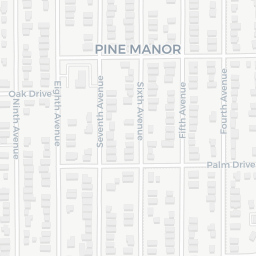 PINE MANOR
Oak Drive
Ninth Avenue
Eighth Avenue
Seventh Avenue
Sixth Avenue
Fifth Avenue
Fourth Avenue
Palm Drive